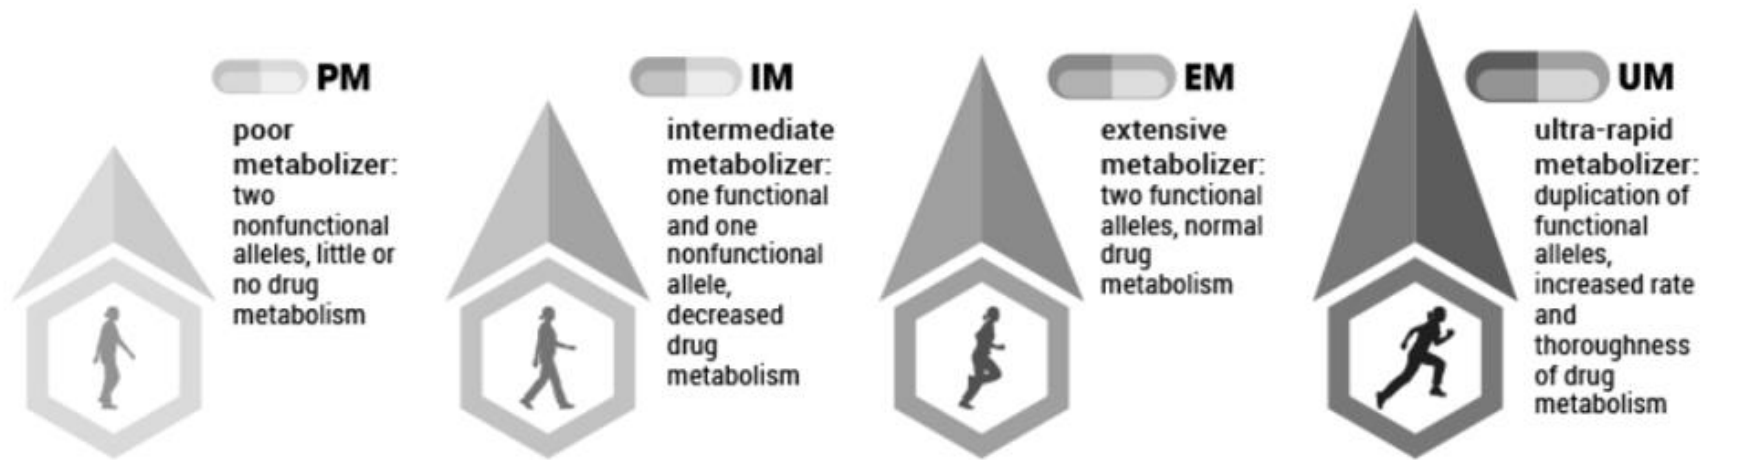 PM
poor
metabolizer:
two
nonfunctional
alleles, little or
no drug
metabolism
IM
intermediate
metabolizer:
one functional
and one
nonfunctional
allele,
decreased
drug
metabolism
EM
extensive
metabolizer:
two functional
alleles, normal
drug
metabolism
UM
ultra-rapid
metabolizer:
duplication of
functional
alleles,
increased rate
and
thoroughness
of drug
metabolism